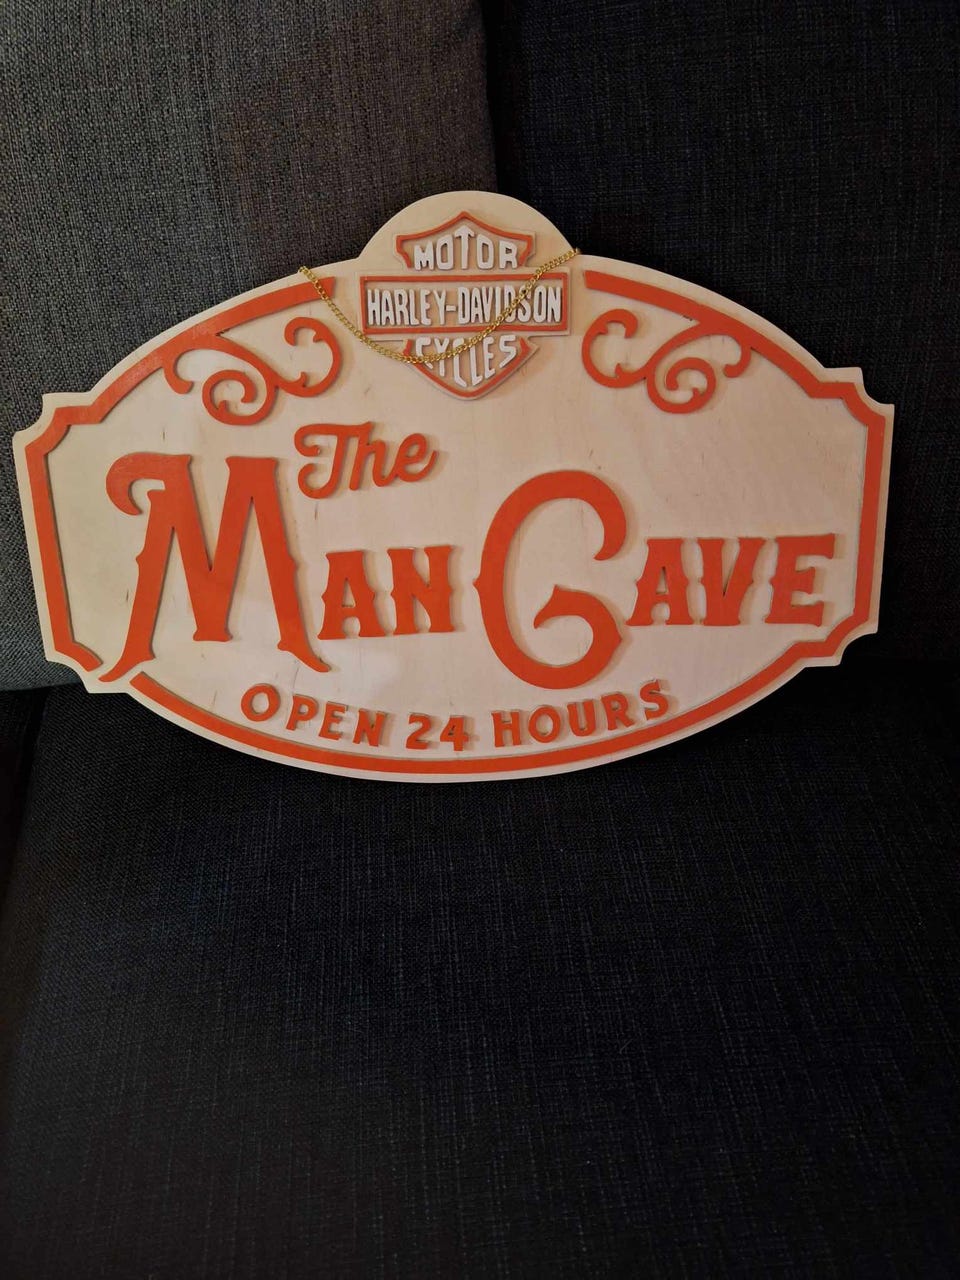 MOTOR
HARLEY-DAVIDSON
CYCLES
The
MAN CAVE
OPEN 24 HOURS